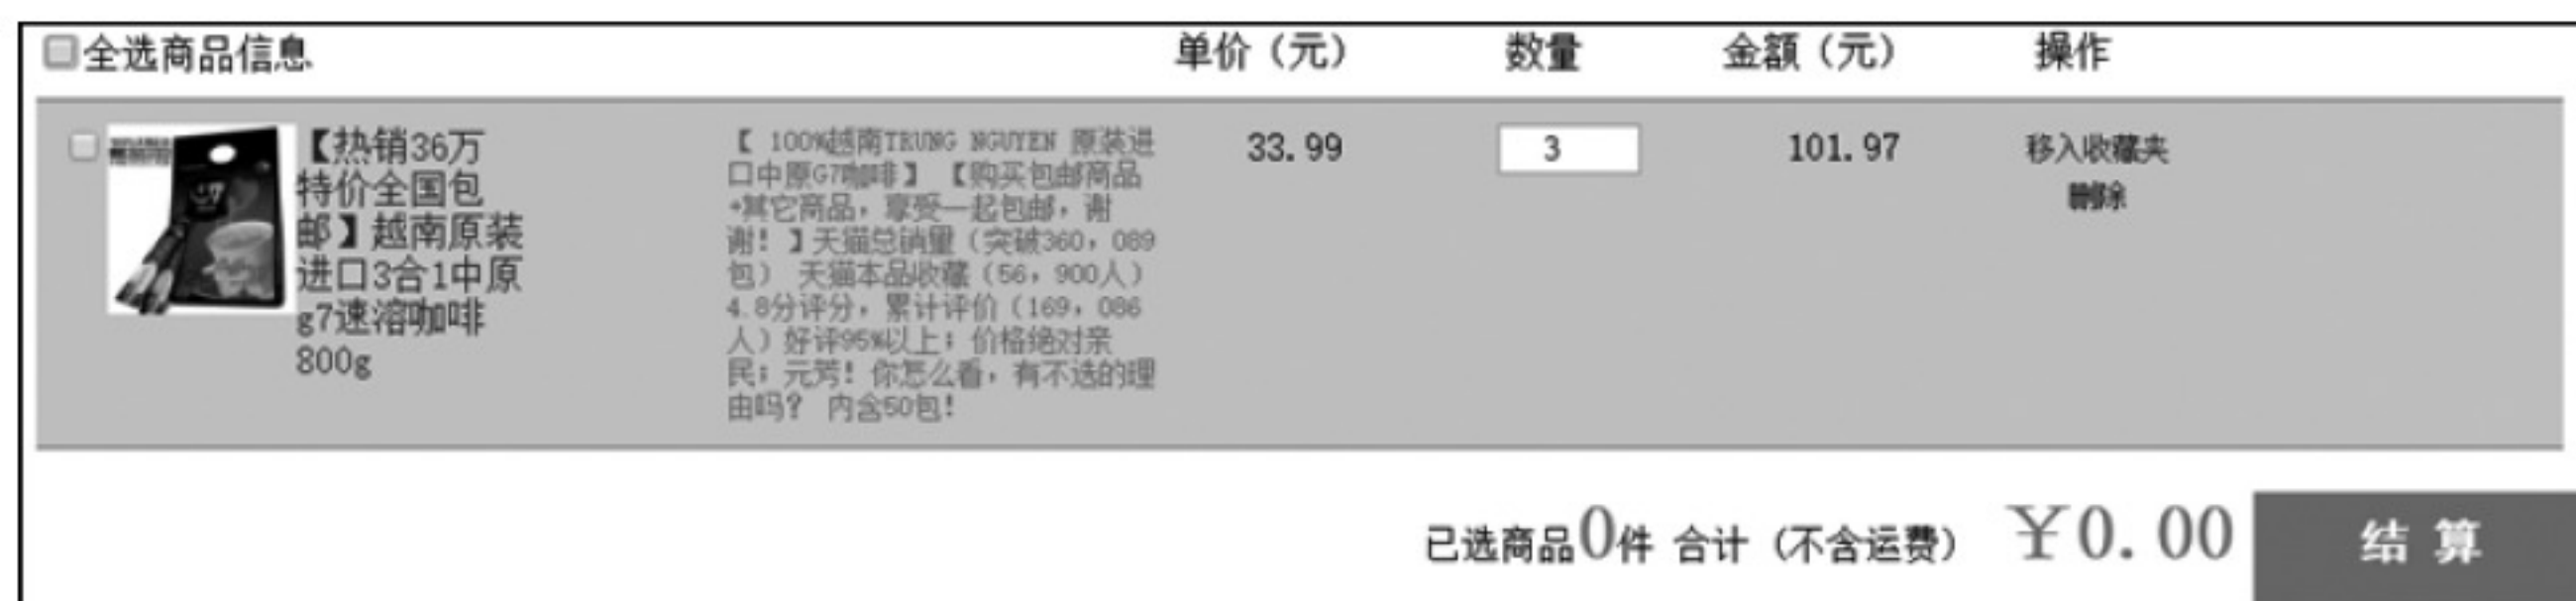 全选商品信息 单价（元） 数量 金额（元） 操作
【热销36万
特价全国包
邮】越南原装
进口3合1中原
g7速溶咖啡
800g
【 100%越南TRUNG NGUYEN 原装进
口中原G7咖啡】 【购买包邮商品
+其它商品，享受一起包邮，谢
谢！】天猫总销量（突破360，089
包） 天猫本品收藏（56，900人）
4.8分评分，累计评价（169，086
人）好评95%以上；价格绝对亲
民；元芳！你怎么看，有不选的理
由吗？ 内含50包！
33.99
3
101.97
移入收藏夹
删除
已选商品0件 合计（不含运费） ￥0.00 结 算